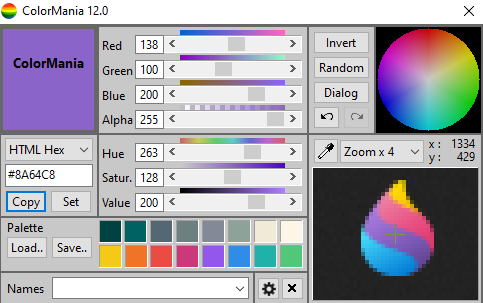 ColorMania 12.0
ColorMania
Red 138
Green 100
Blue 200
Alpha 255
Invert
Random
Dialog
HTML Hex
#8A64C8
Copy Set
Hue 263
Satur. 128
Value 200
Zoom x 4
x : 1334
y : 429
Palette
Load.. Save..
Names